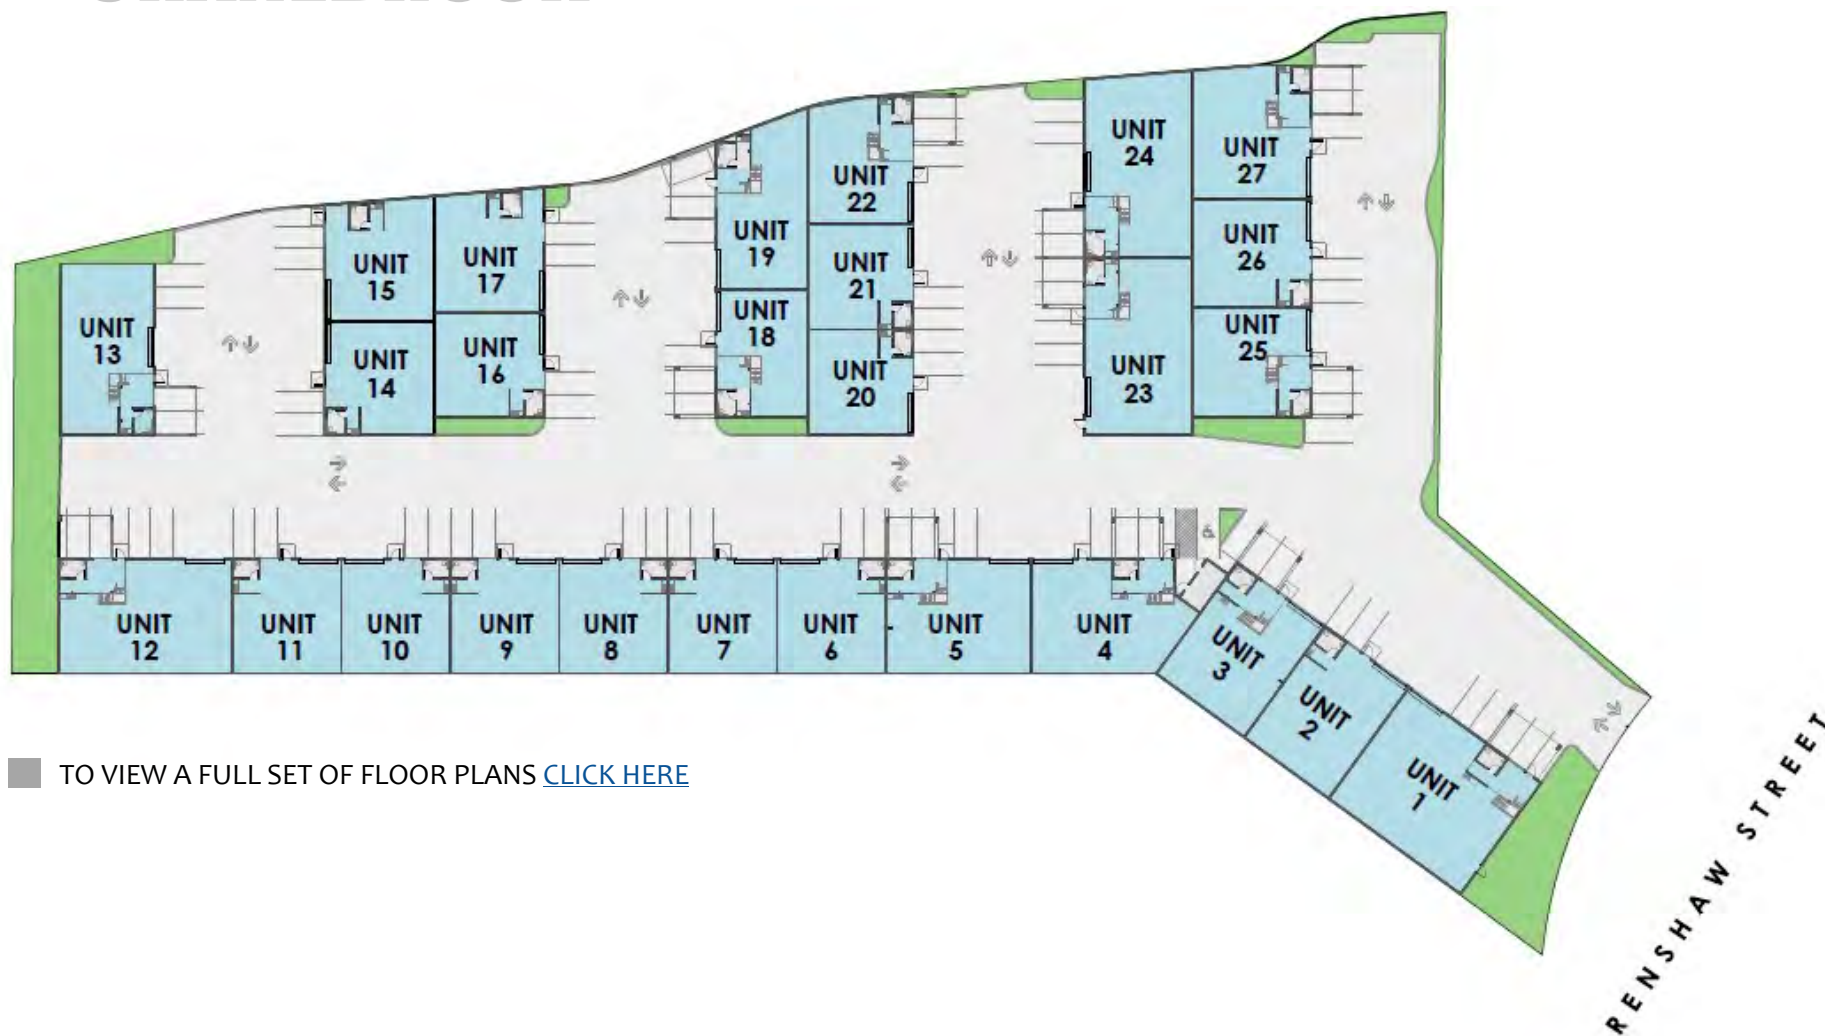 UNIT
24
UNIT
27
UNIT
22
UNIT
19
UNIT
26
UNIT
15
UNIT
17
UNIT
21
UNIT
13
UNIT
18
UNIT
25
UNIT
14
UNIT
16
UNIT
20
UNIT
23
UNIT
12
UNIT
11
UNIT
10
UNIT
9
UNIT
8
UNIT
7
UNIT
6
UNIT
5
UNIT
4
UNIT
3
UNIT
2
UNIT
1
TO VIEW A FULL SET OF FLOOR PLANS CLICK HERE
RENSHAW STREET